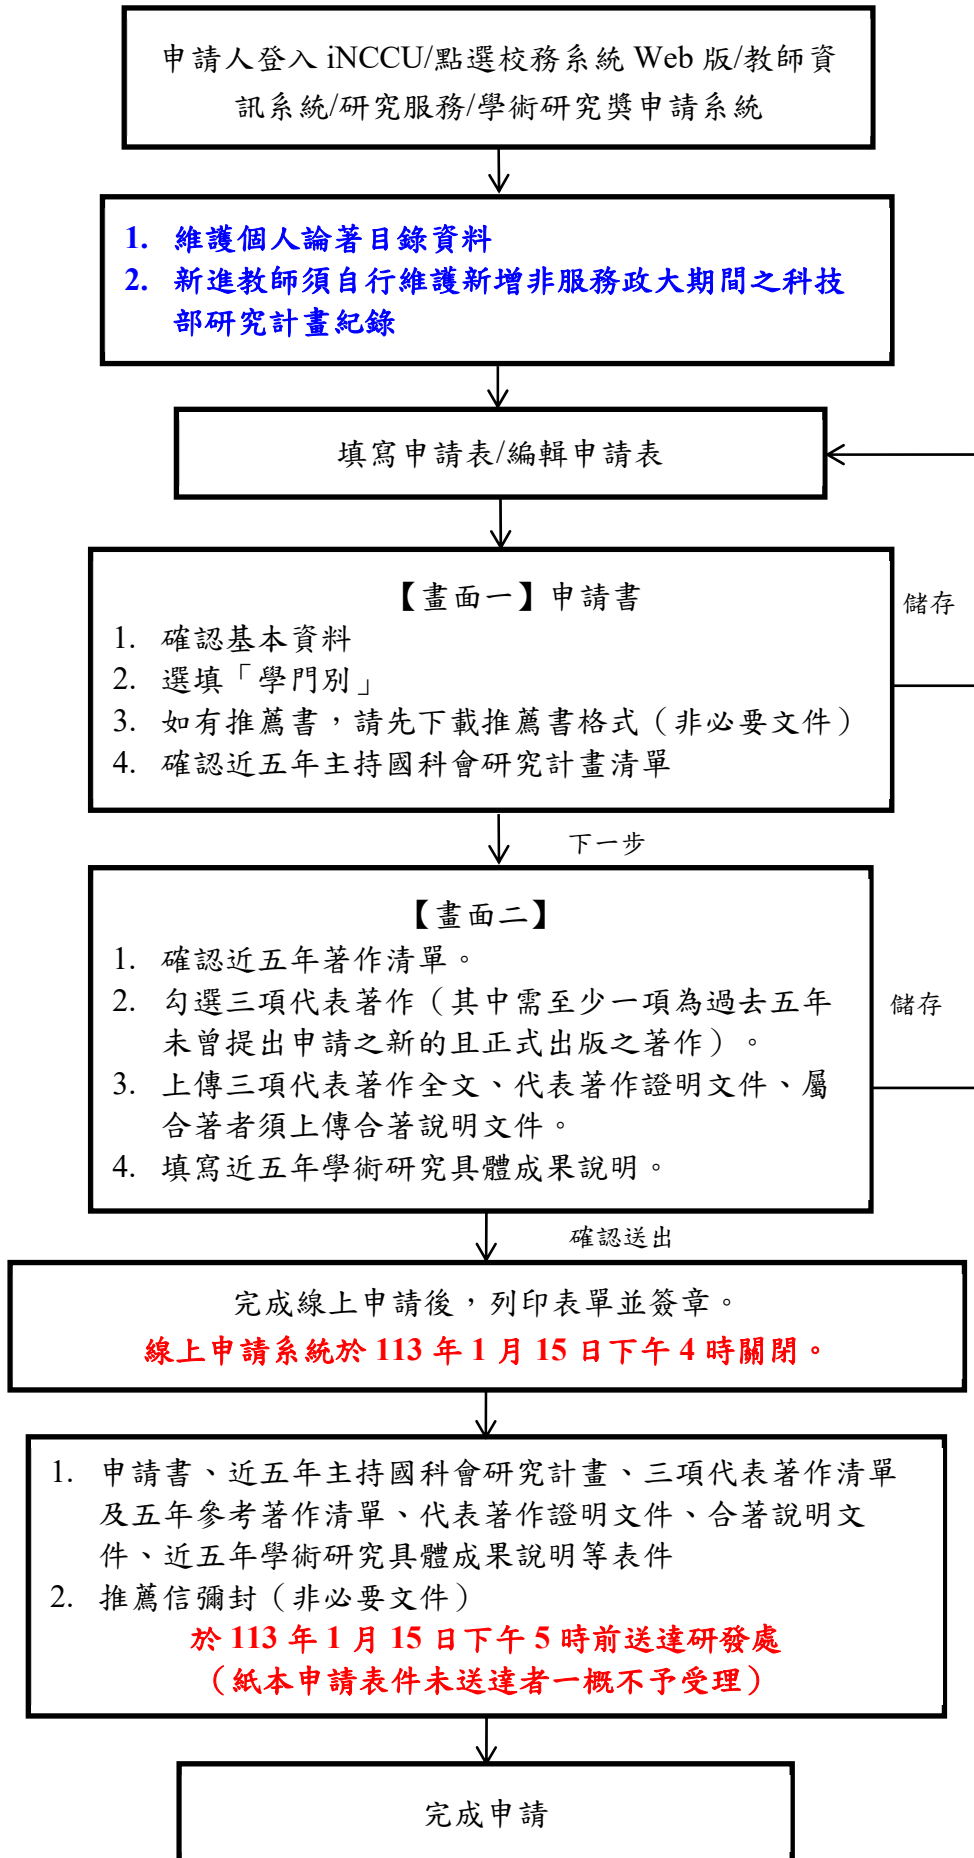 申請人登入 iNCCU/點選校務系統 Web 版/教師資
訊系統/研究服務/學術研究獎申請系統
1. 維護個人論著目錄資料
2. 新進教師須自行維護新增非服務政大期間之科技
部研究計畫紀錄
填寫申請表/編輯申請表
【畫面一】申請書
1. 確認基本資料
2. 選填「學門別」
3. 如有推薦書，請先下載推薦書格式（非必要文件）
4. 確認近五年主持國科會研究計畫清單
儲存
下一步
【畫面二】
1. 確認近五年著作清單。
2. 勾選三項代表著作（其中需至少一項為過去五年
未曾提出申請之新的且正式出版之著作）。
3. 上傳三項代表著作全文、代表著作證明文件、屬
合著者須上傳合著說明文件。
4. 填寫近五年學術研究具體成果說明。
儲存
確認送出
完成線上申請後，列印表單並簽章。
線上申請系統於 113 年 1 月 15 日下午 4 時關閉。
1. 申請書、近五年主持國科會研究計畫、三項代表著作清單
及五年參考著作清單、代表著作證明文件、合著說明文
件、近五年學術研究具體成果說明等表件
2. 推薦信彌封（非必要文件）
於 113 年 1 月 15 日下午 5 時前送達研發處
（紙本申請表件未送達者一概不予受理）
完成申請